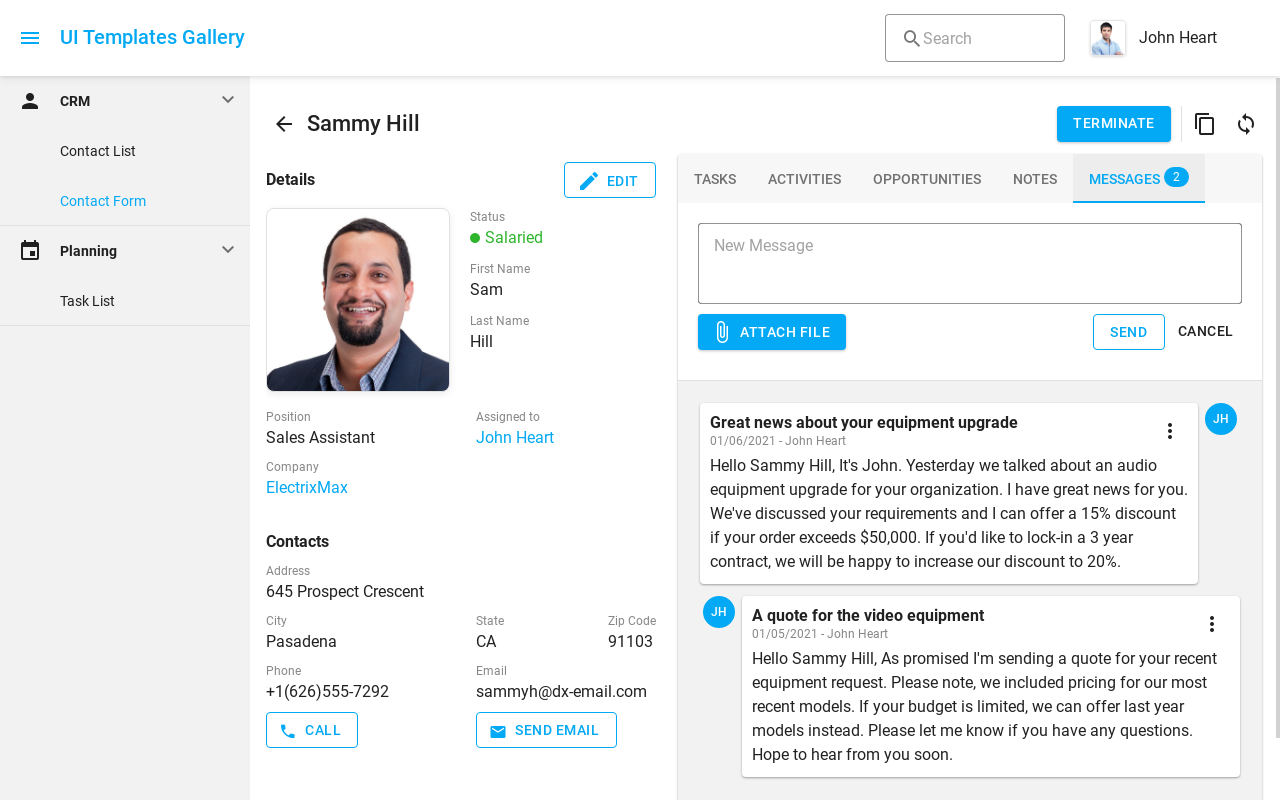 UI Templates Gallery
Search
John Heart
CRM
Contact List
Contact Form
Planning
Task List
Sammy Hill
TERMINATE
Details
EDIT
Status
Salaried
First Name
Sam
Last Name
Hill
Position
Sales Assistant
Assigned to
John Heart
Company
ElectrixMax
Contacts
Address
645 Prospect Crescent
City
Pasadena
State
CA
Zip Code
91103
Phone
+1(626)555-7292
Email
sammyh@dx-email.com
CALL
SEND EMAIL
TASKS
ACTIVITIES
OPPORTUNITIES
NOTES
MESSAGES 2
New Message
ATTACH FILE
SEND
CANCEL
Great news about your equipment upgrade
01/06/2021 - John Heart
Hello Sammy Hill, It's John. Yesterday we talked about an audio
equipment upgrade for your organization. I have great news for you.
We've discussed your requirements and I can offer a 15% discount
if your order exceeds $50,000. If you'd like to lock-in a 3 year
contract, we will be happy to increase our discount to 20%.
JH
JH
A quote for the video equipment
01/05/2021 - John Heart
Hello Sammy Hill, As promised I'm sending a quote for your recent
equipment request. Please note, we included pricing for our most
recent models. If your budget is limited, we can offer last year
models instead. Please let me know if you have any questions.
Hope to hear from you soon.